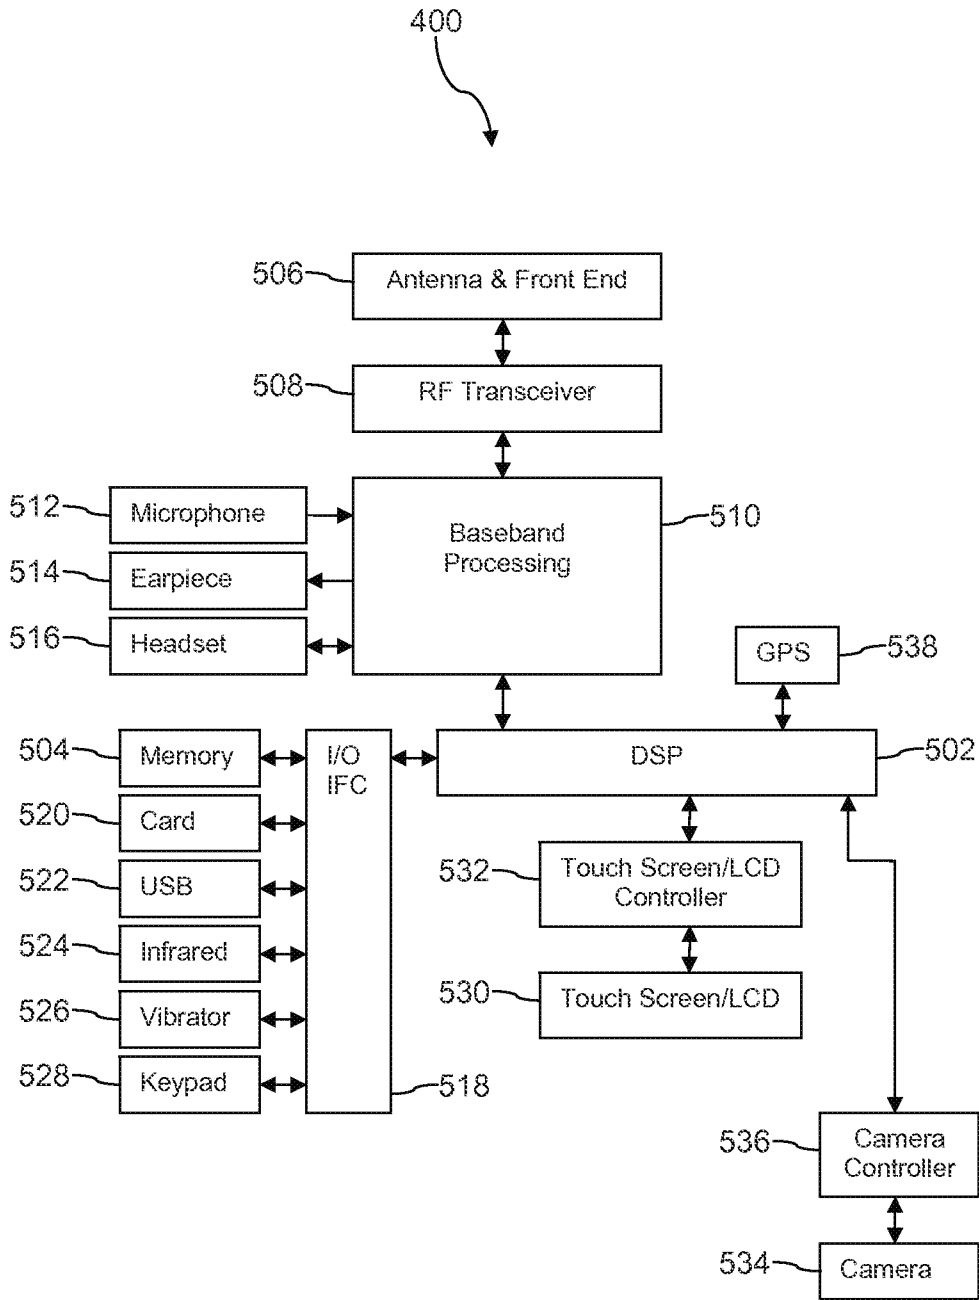 400
506
Antenna & Front End
508
RF Transceiver
512
Microphone
Baseband
Processing
510
514
Earpiece
516
Headset
GPS
538
504
Memory
I/O
IFC
DSP
502
520
Card
522
USB
532
Touch Screen/LCD
Controller
524
Infrared
530
Touch Screen/LCD
526
Vibrator
528
Keypad
518
536
Camera
Controller
534
Camera